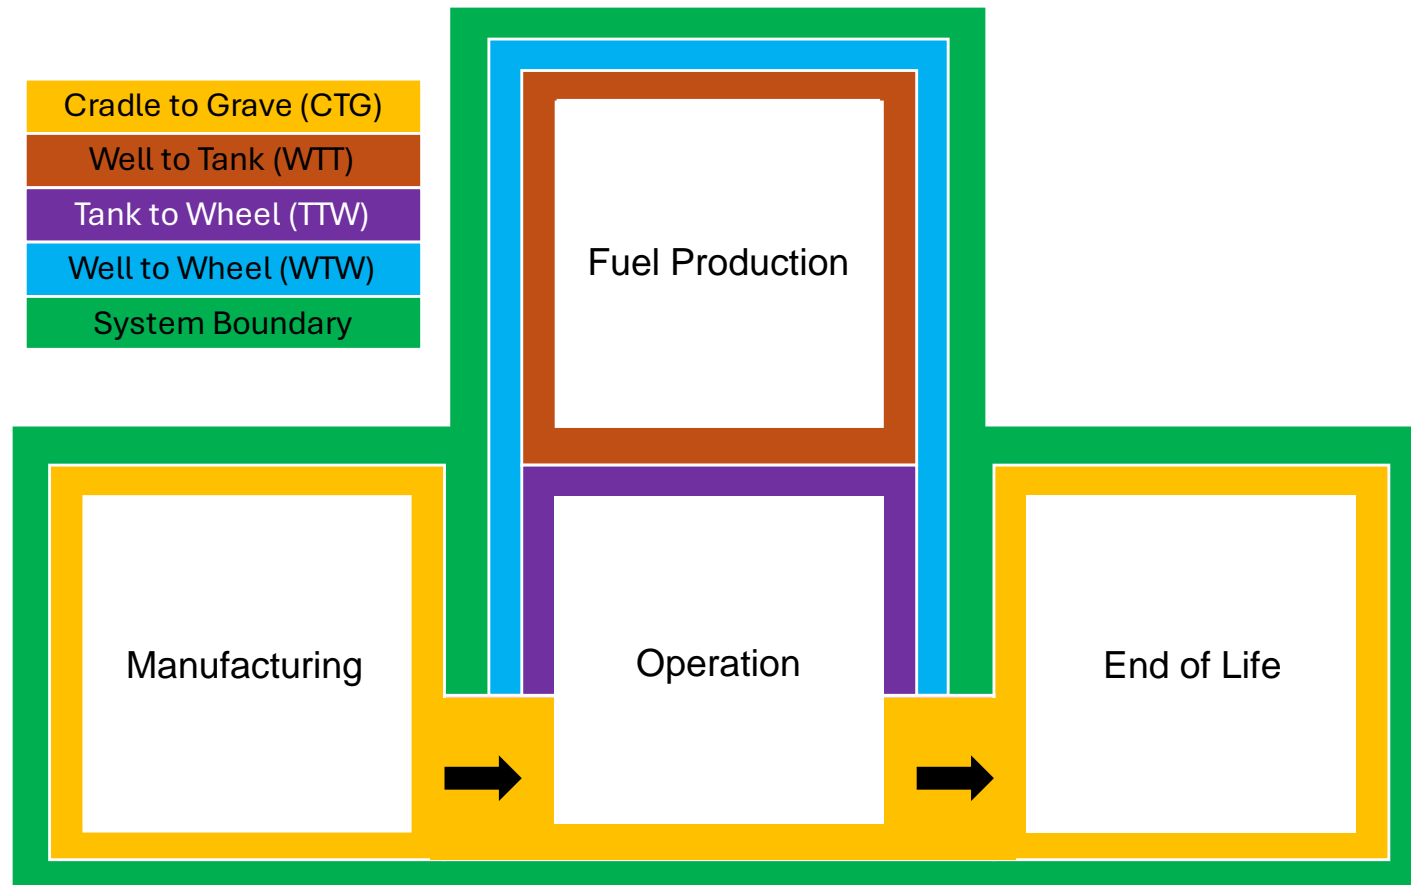 Cradle to Grave (CTG)
Well to Tank (WTT)
Tank to Wheel (TTW)
Well to Wheel (WTW)
System Boundary
Fuel Production
Manufacturing
Operation
End of Life